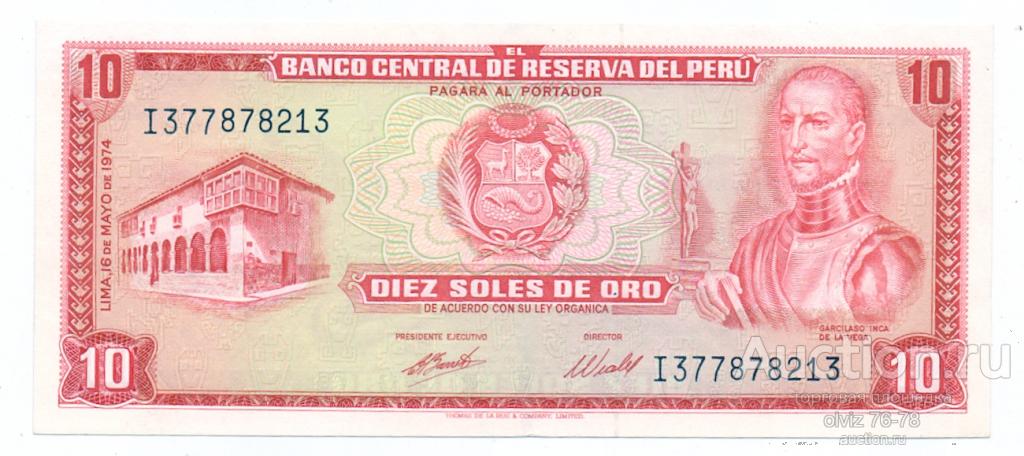 EL
BANCO CENTRAL DE RESERVA DEL PERÚ
PAGARA AL PORTADOR
10
10
I377878213
LIMA, 16 DE MAYO DE 1974
DIEZ SOLES DE ORO
DE ACUERDO CON SU LEY ORGANICA
PRESIDENTE EJECUTIVO
DIRECTOR
GARCILASO INCA
DE LA VEGA
I377878213
10
10
THOMAS DE LA RUE & COMPANY, LIMITED.
Auction.ru
торговая площадка
olviz 76-78
auction.ru